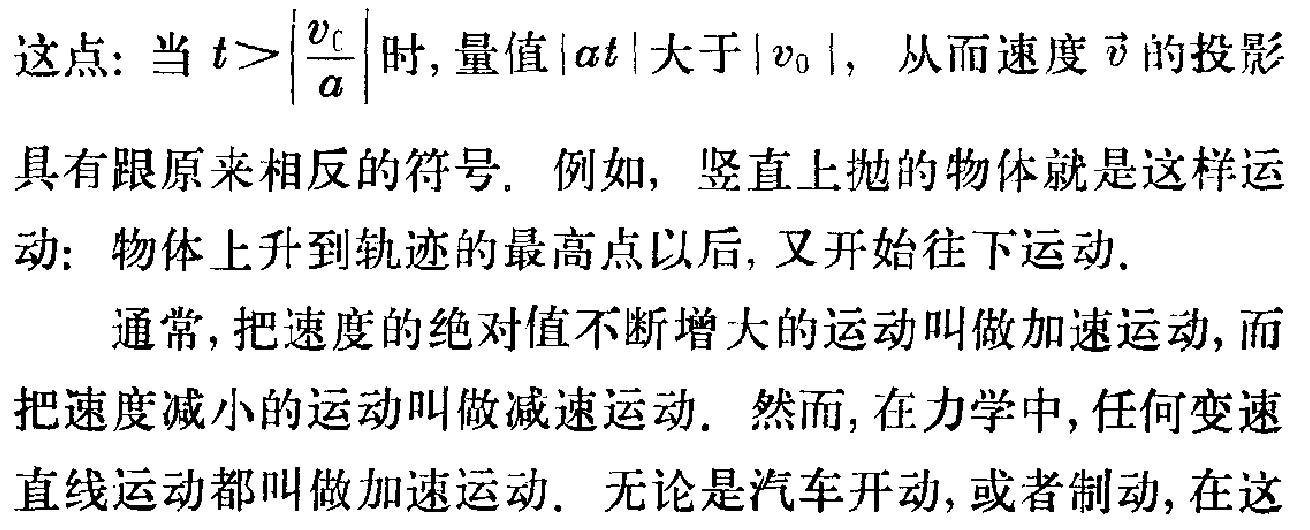 这点: 当 $t>\left|\dfrac{v_0}{a}\right|$ 时, 量值 $|at|$ 大于 $|v_0|$, 从而速度 $\vec{v}$ 的投影
具有跟原来相反的符号. 例如, 竖直上抛的物体就是这样运
动: 物体上升到轨迹的最高点以后, 又开始往下运动.
通常, 把速度的绝对值不断增大的运动叫做加速运动, 而
把速度减小的运动叫做减速运动. 然而, 在力学中, 任何变速
直线运动都叫做加速运动. 无论是汽车开动, 或者制动, 在这